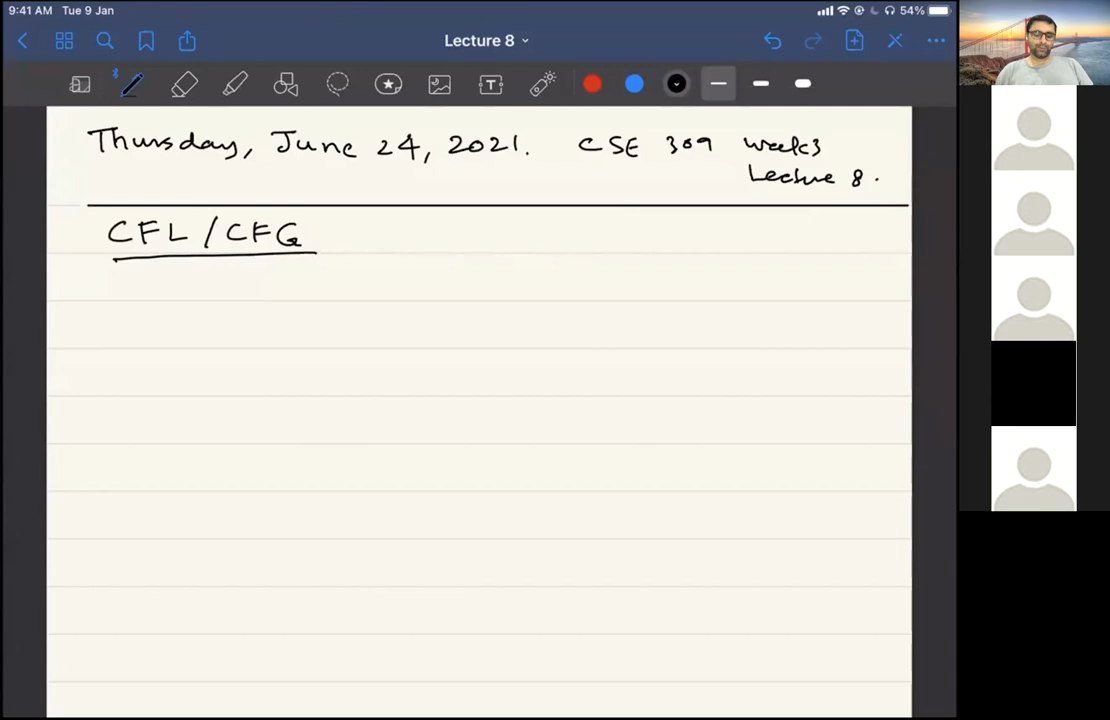 9:41 AM Tue 9 Jan 54%
Lecture 8
Thursday, June 24, 2021. CSE 309 week3
Lecture 8.
CFL / CFG